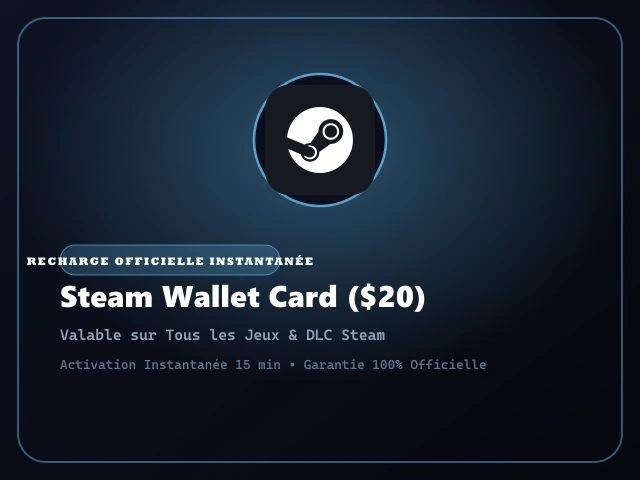 RECHARGE OFFICIELLE INSTANTANÉE
Steam Wallet Card ($20)
Valable sur Tous les Jeux & DLC Steam
Activation Instantanée 15 min • Garantie 100% Officielle